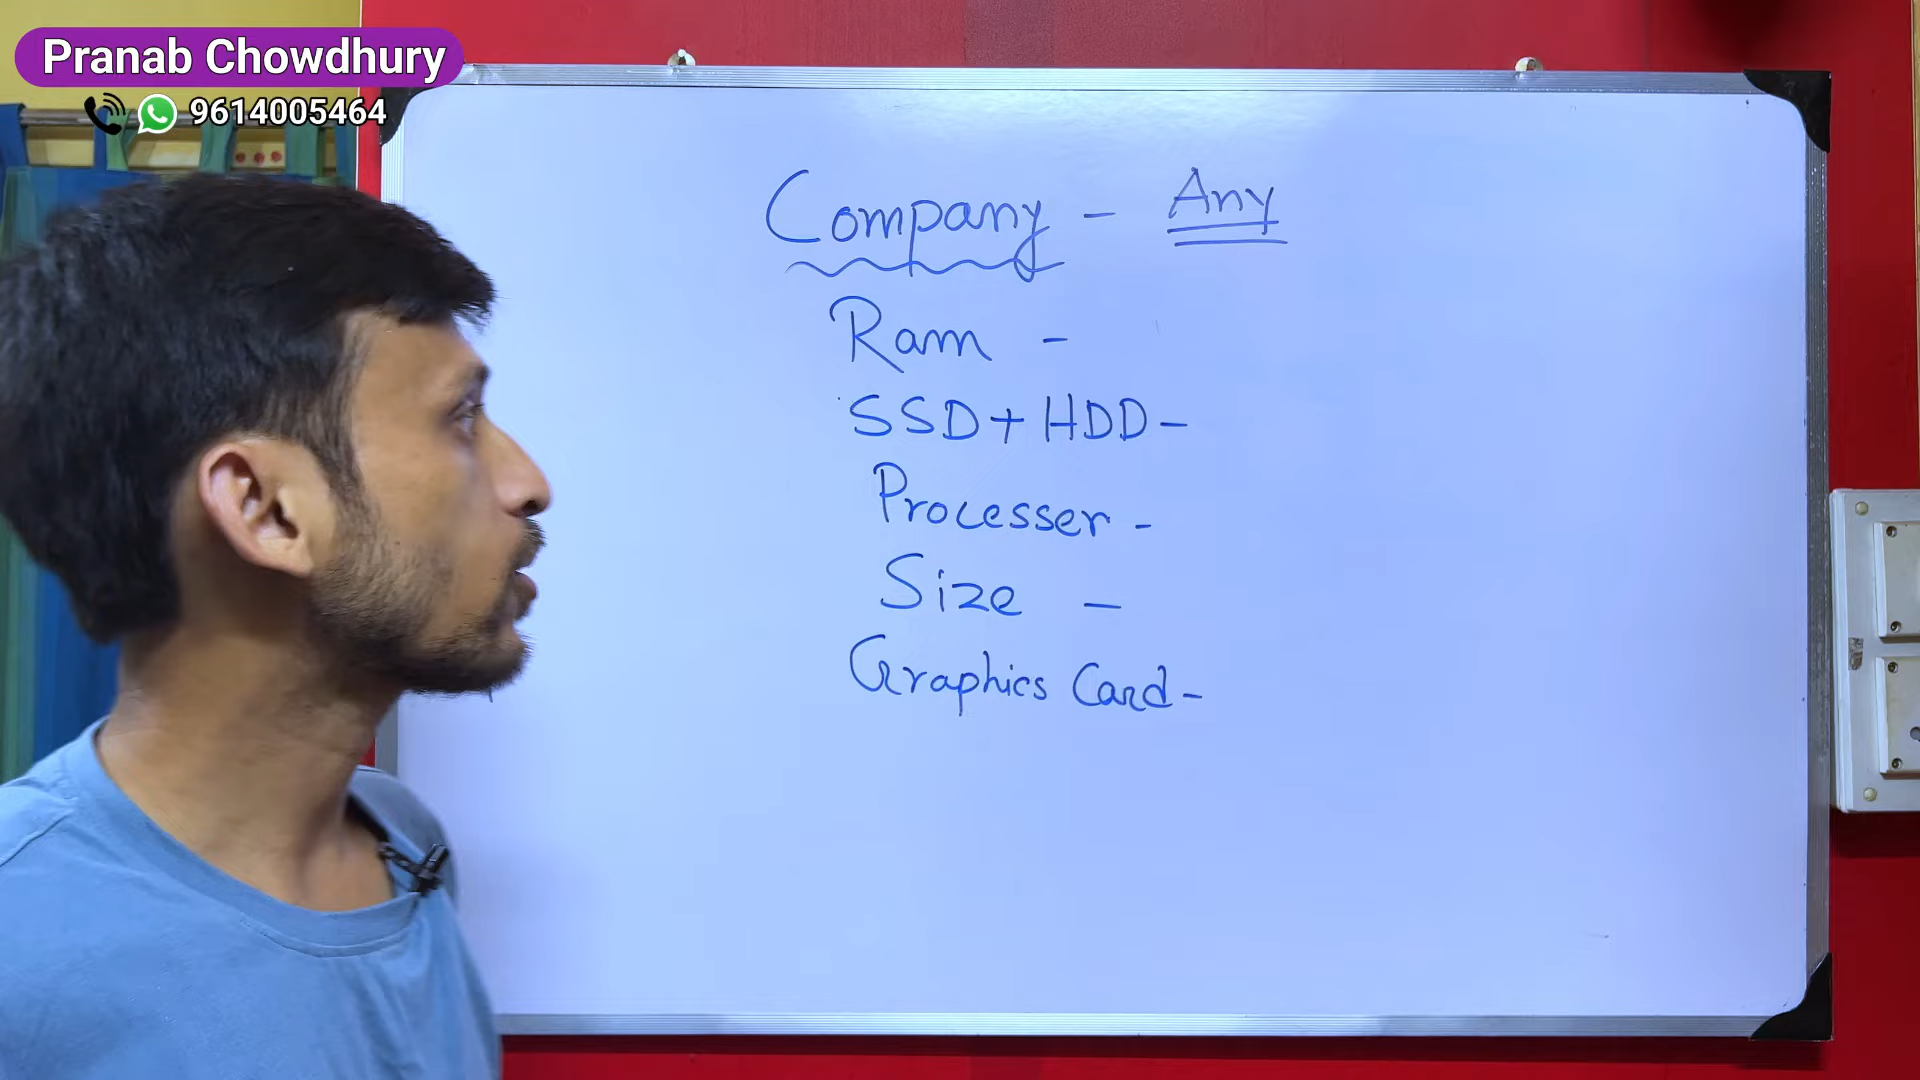 Pranab Chowdhury
9614005464
Company - Any
Ram -
SSD + HDD -
Processer -
Size -
Graphics Card -